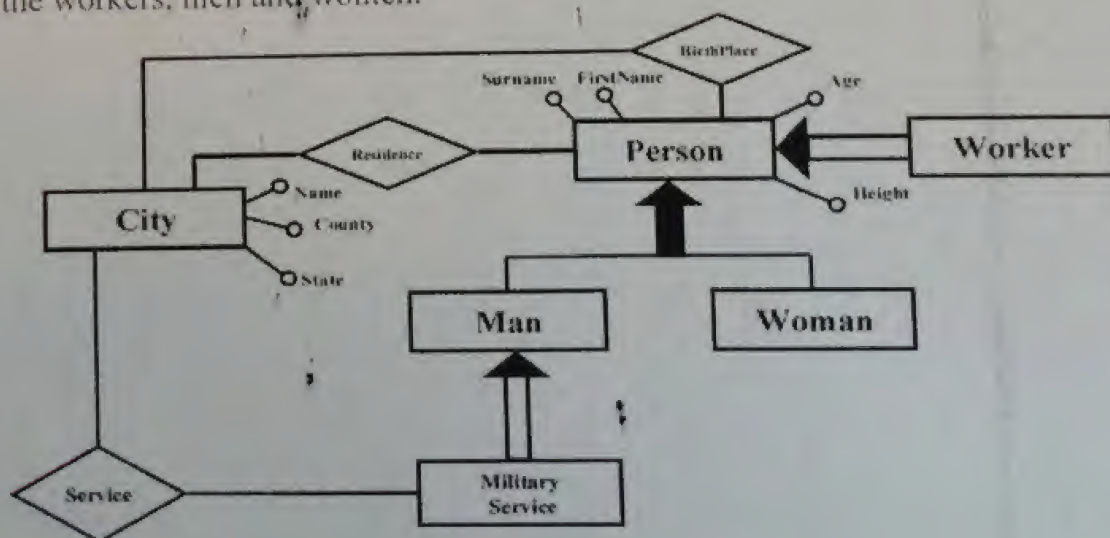 the workers, men and women.
BirthPlace
Surname FirstName Age
Residence Person Worker
Name Height
City County
State
Man Woman
Service Military
Service